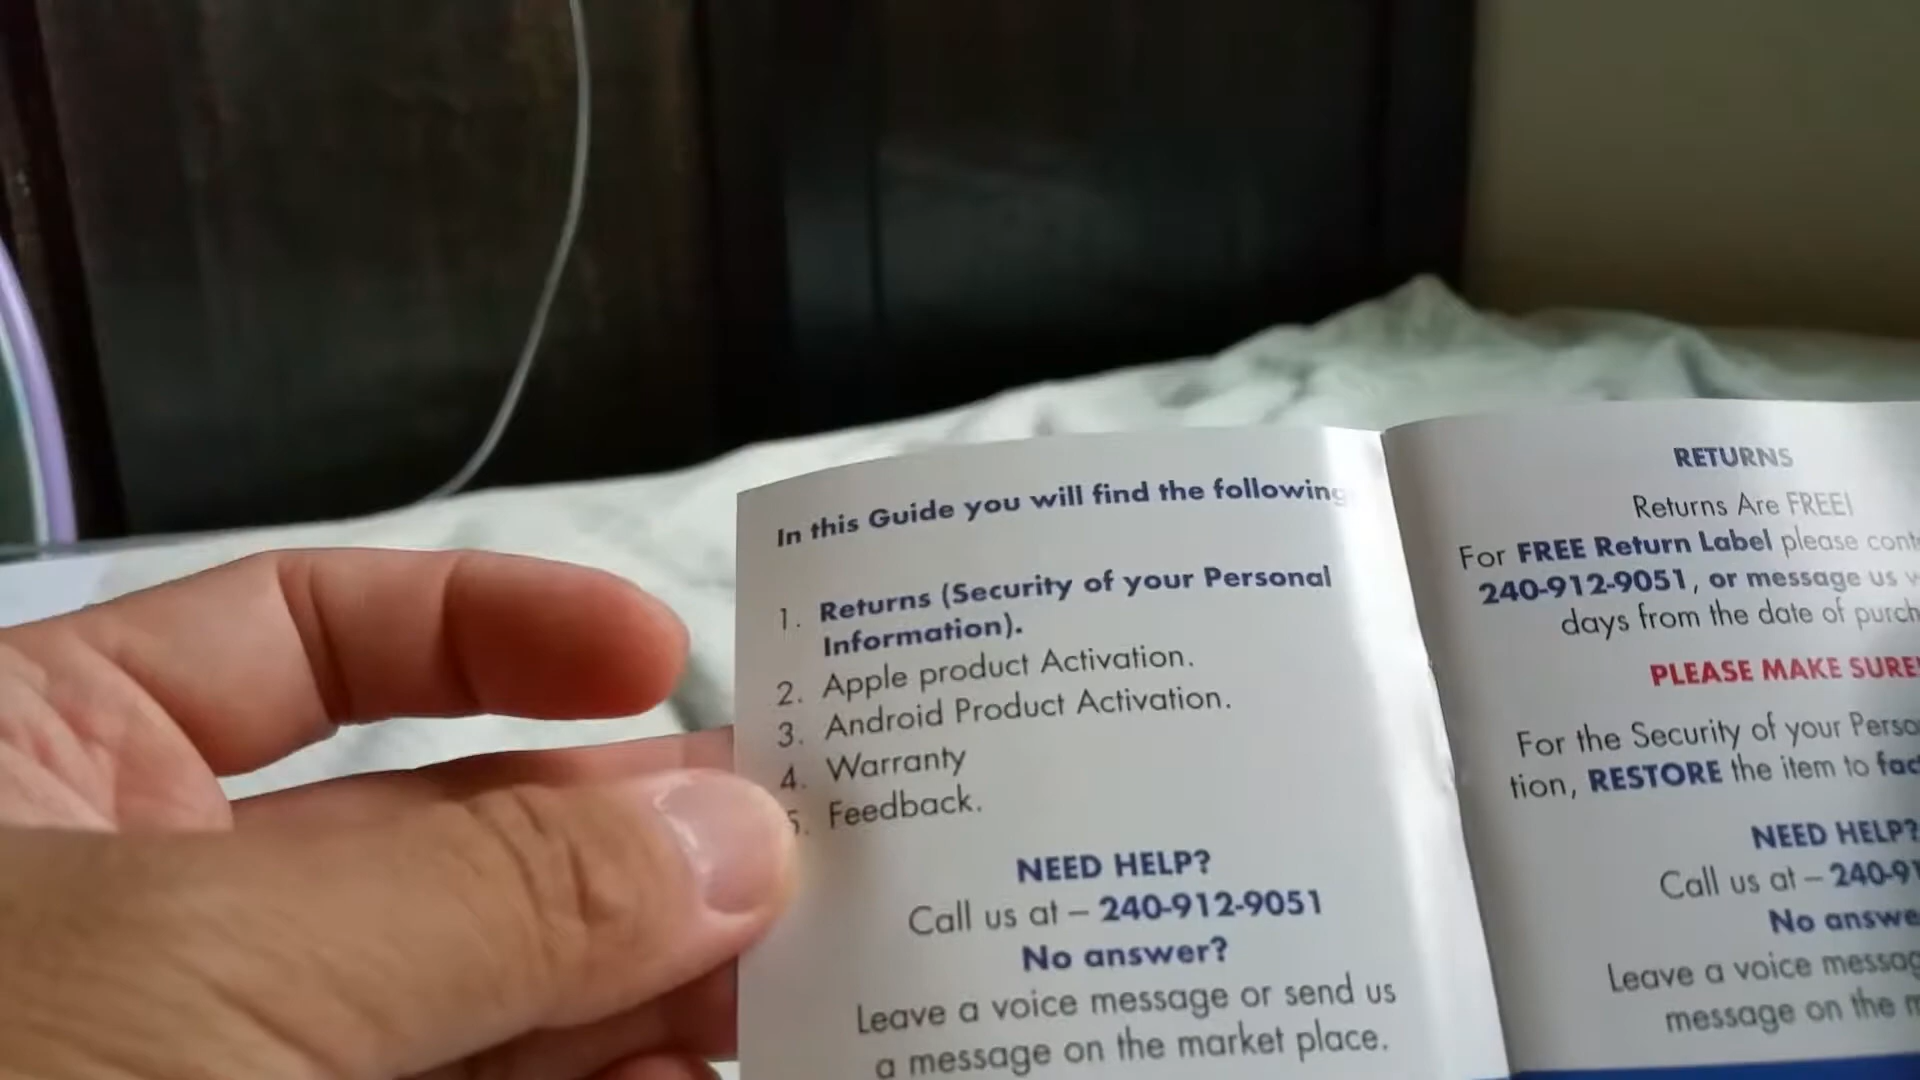 In this Guide you will find the following
1. Returns (Security of your Personal
Information).
2. Apple product Activation.
3. Android Product Activation.
4. Warranty
5. Feedback.
NEED HELP?
Call us at – 240-912-9051
No answer?
Leave a voice message or send us
a message on the market place.
RETURNS
Returns Are FREE!
For FREE Return Label please
240-912-9051, or message us
days from the date of
PLEASE MAKE SURE!
For the Security of your
tion, RESTORE the item to
NEED HELP?
Call us at –
No
Leave a voice
message on the